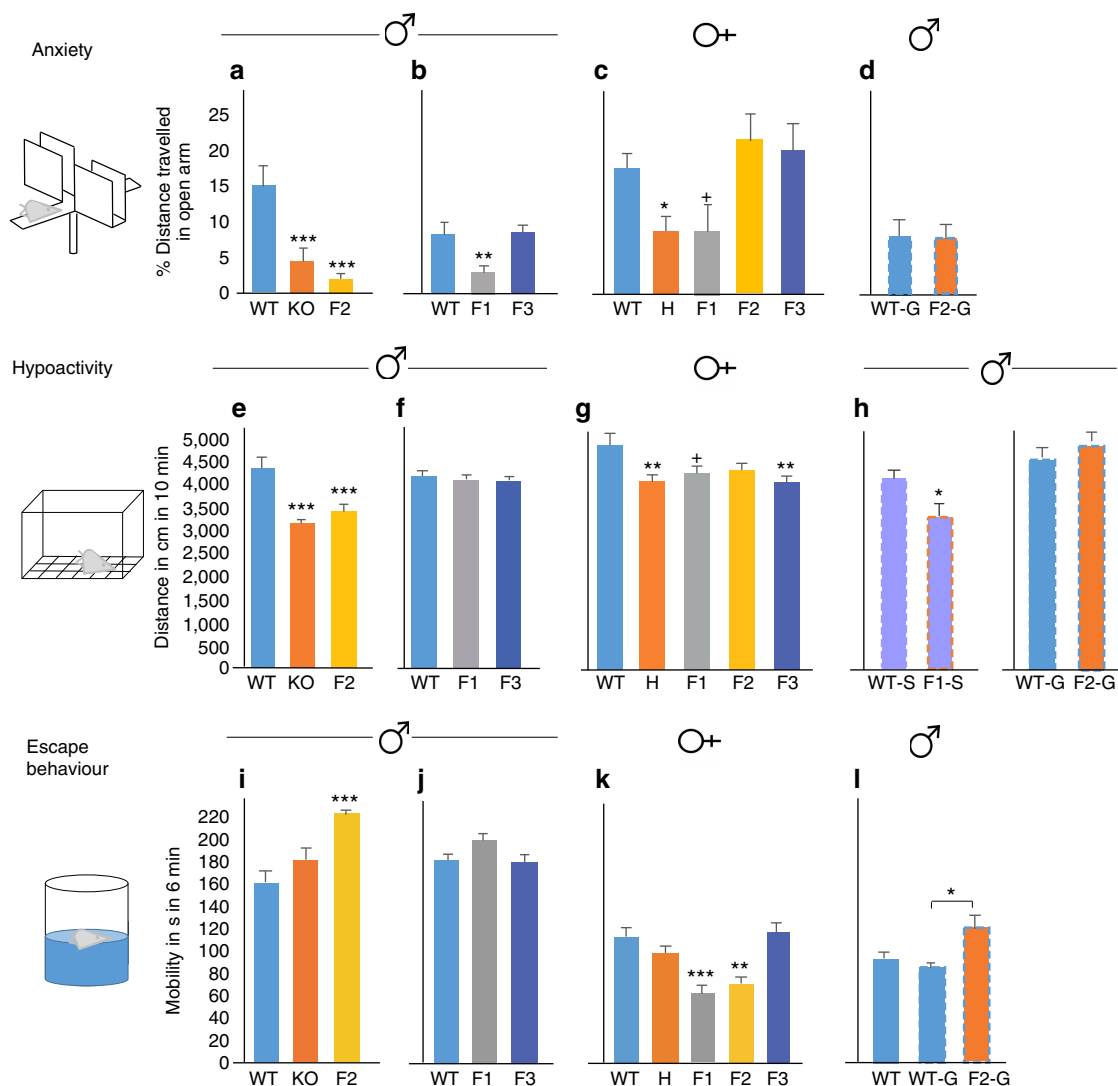 Anxiety
a
b
c
d
% Distance travelled
in open arm
25
20
15
10
5
0
***
***
**
*
+
WT KO F2
WT F1 F3
WT H F1 F2 F3
WT-G F2-G
Hypoactivity
e
f
g
h
Distance in cm in 10 min
5,000
4,500
4,000
3,500
3,000
2,500
2,000
1,500
1,000
500
0
***
***
**
+
**
*
WT KO F2
WT F1 F3
WT H F1 F2 F3
WT-S F1-S
WT-G F2-G
Escape
behaviour
i
j
k
l
Mobility in s in 6 min
220
200
180
160
140
120
100
80
60
40
20
0
***
***
**
*
WT KO F2
WT F1 F3
WT H F1 F2 F3
WT WT-G F2-G